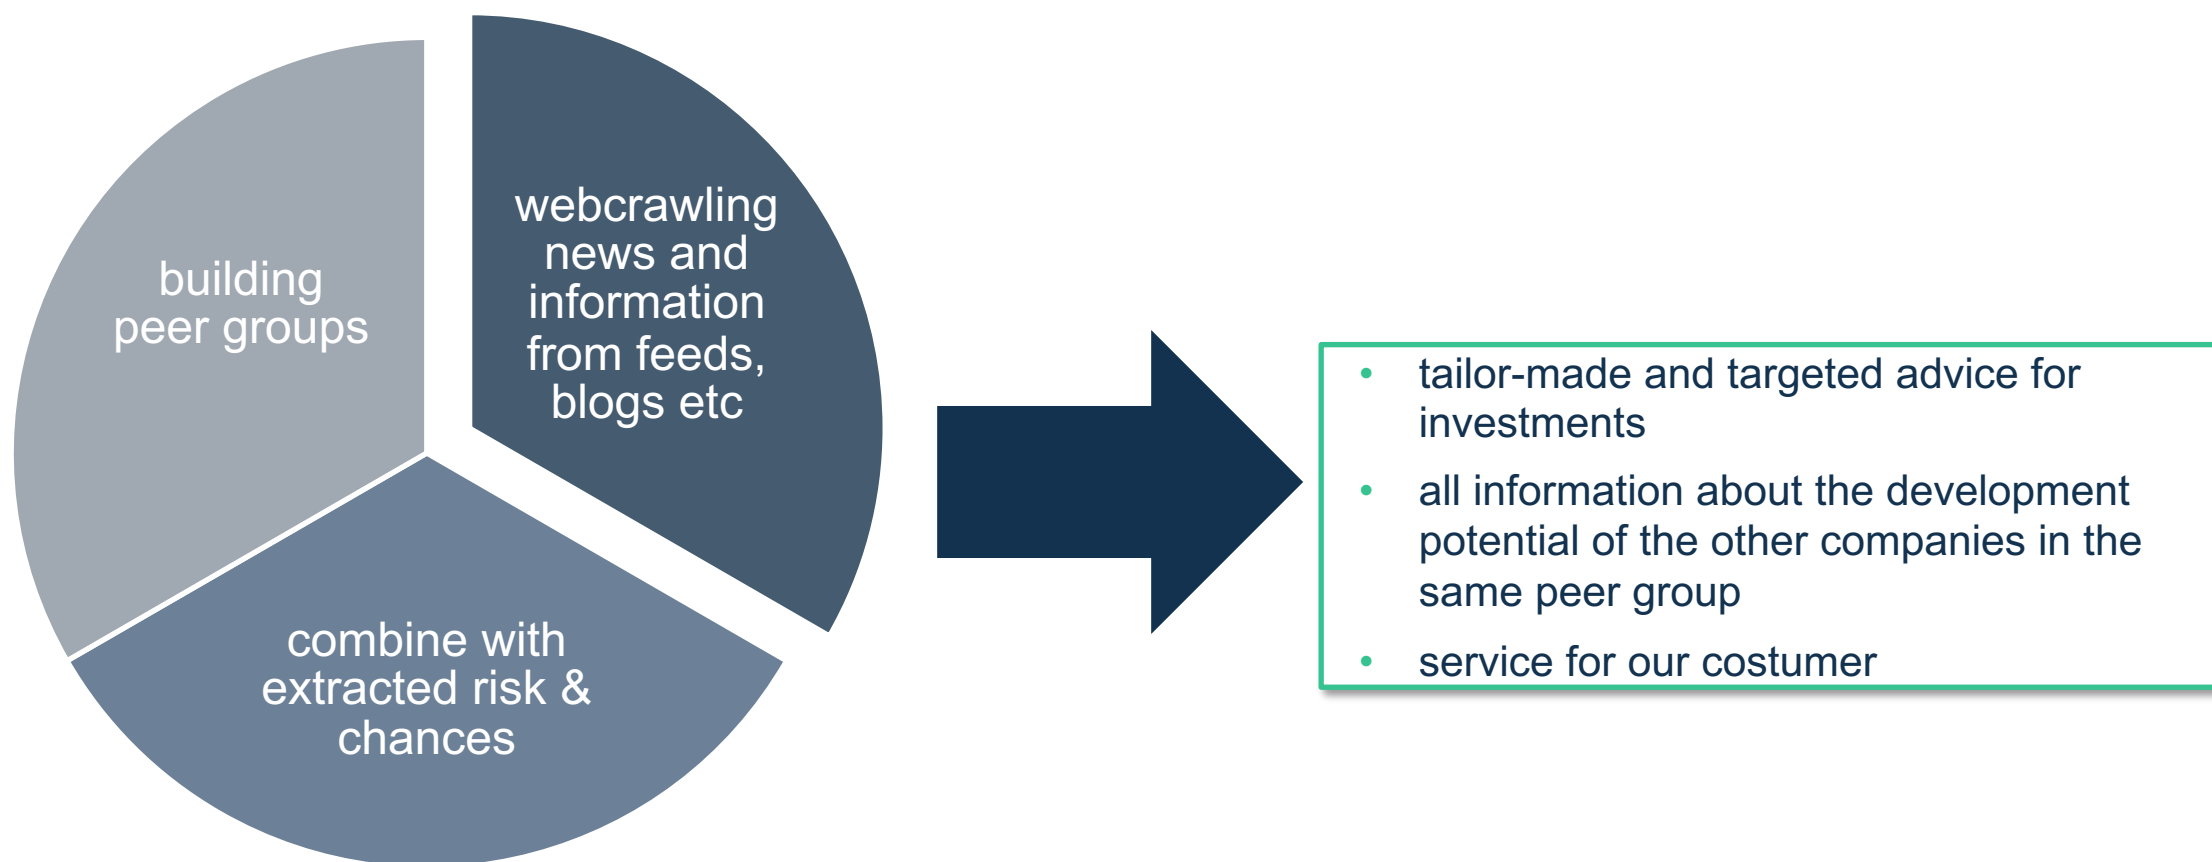 building
peer groups
webcrawling
news and
information
from feeds,
blogs etc
combine with
extracted risk &
chances
• tailor-made and targeted advice for
investments
• all information about the development
potential of the other companies in the
same peer group
• service for our costumer